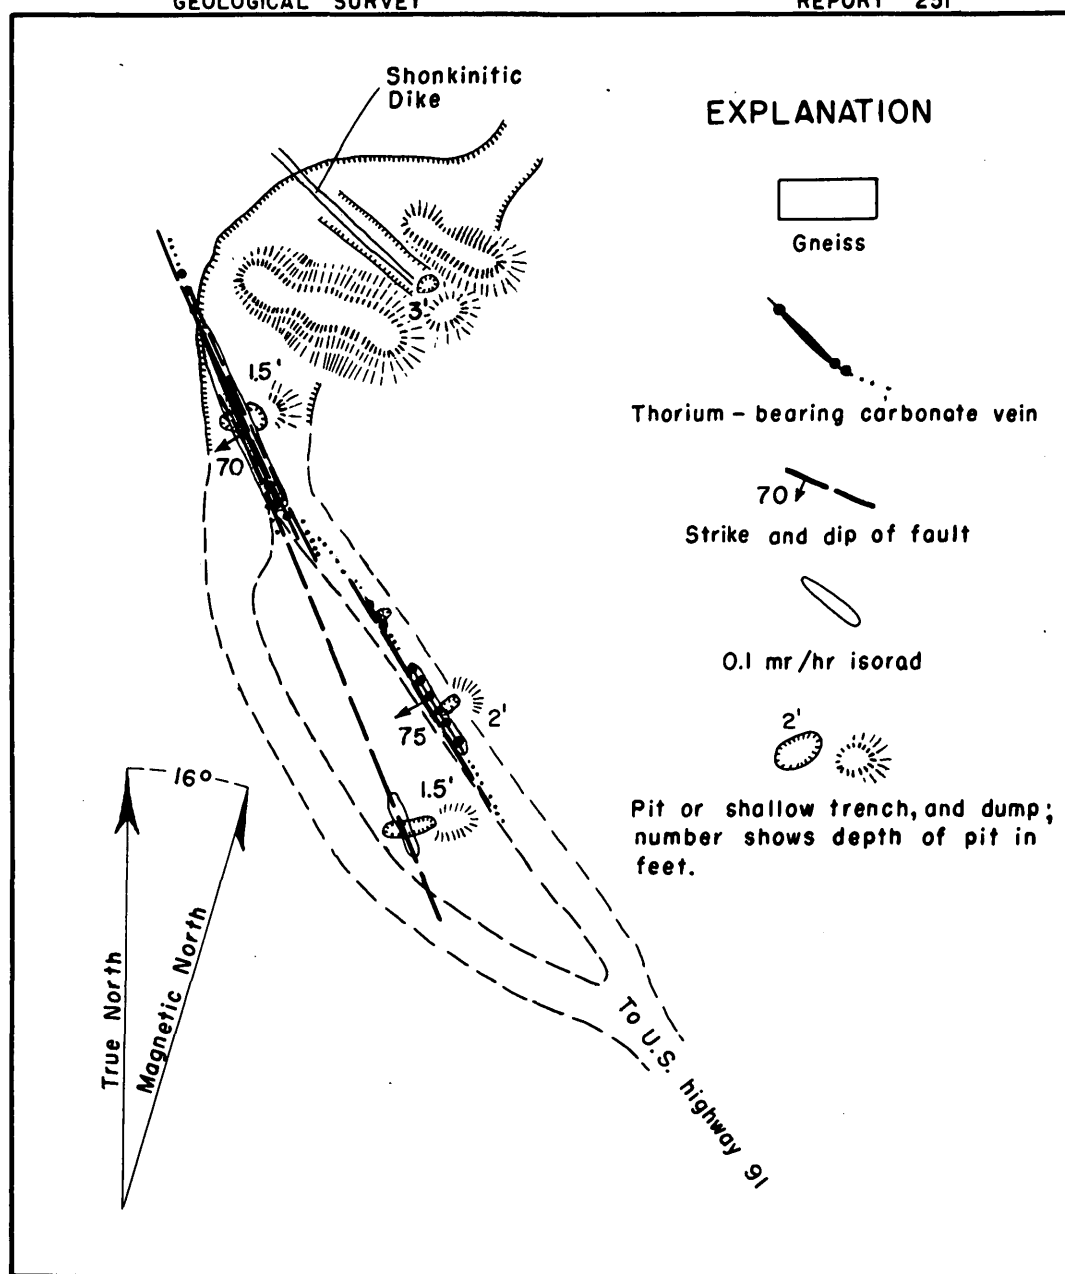 GEOLOGICAL SURVEY
REPORT 251
Shonkinitic
Dike
EXPLANATION
Gneiss
3'
1.5'
70
Thorium - bearing carbonate vein
70
Strike and dip of fault
0.1 mr/hr isorad
75
2'
1.5'
2'
Pit or shallow trench, and dump;
number shows depth of pit in
feet.
16°
True North
Magnetic North
To U.S. highway 91